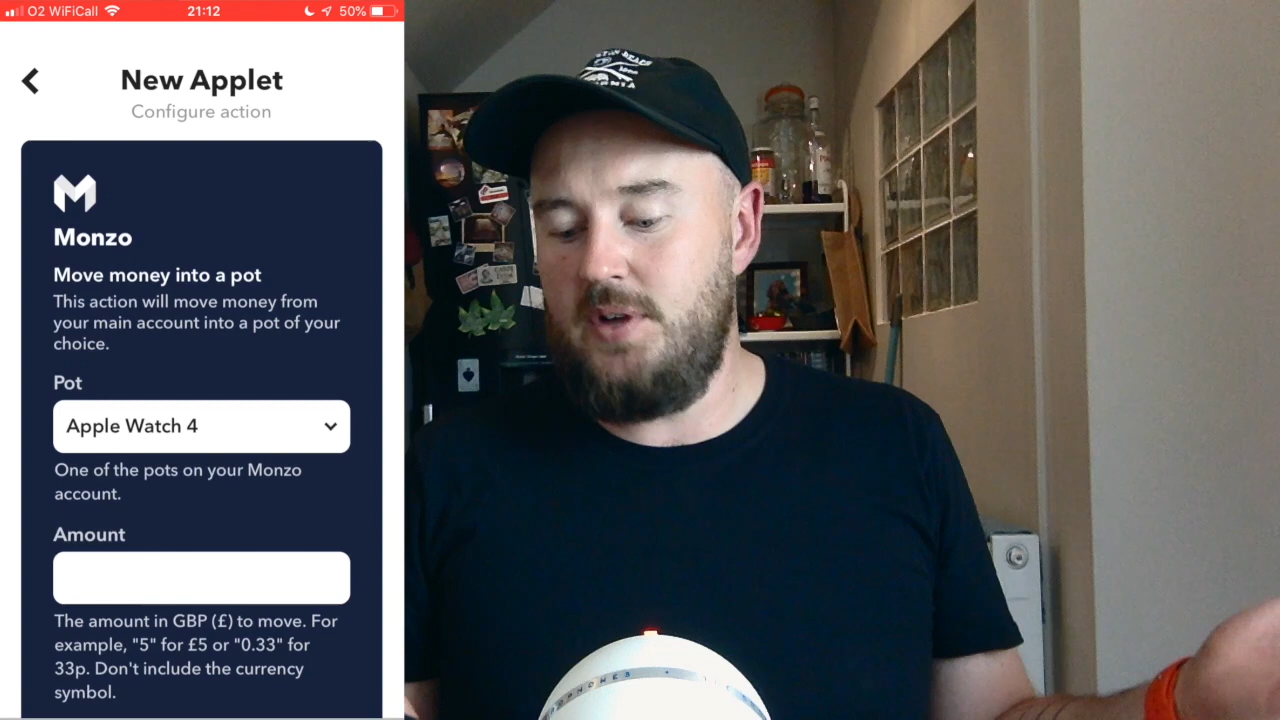 O2 WiFiCall 21:12 50%
New Applet
Configure action
Monzo
Move money into a pot
This action will move money from
your main account into a pot of your
choice.
Pot
Apple Watch 4
One of the pots on your Monzo
account.
Amount
The amount in GBP (£) to move. For
example, "5" for £5 or "0.33" for
33p. Don't include the currency
symbol.